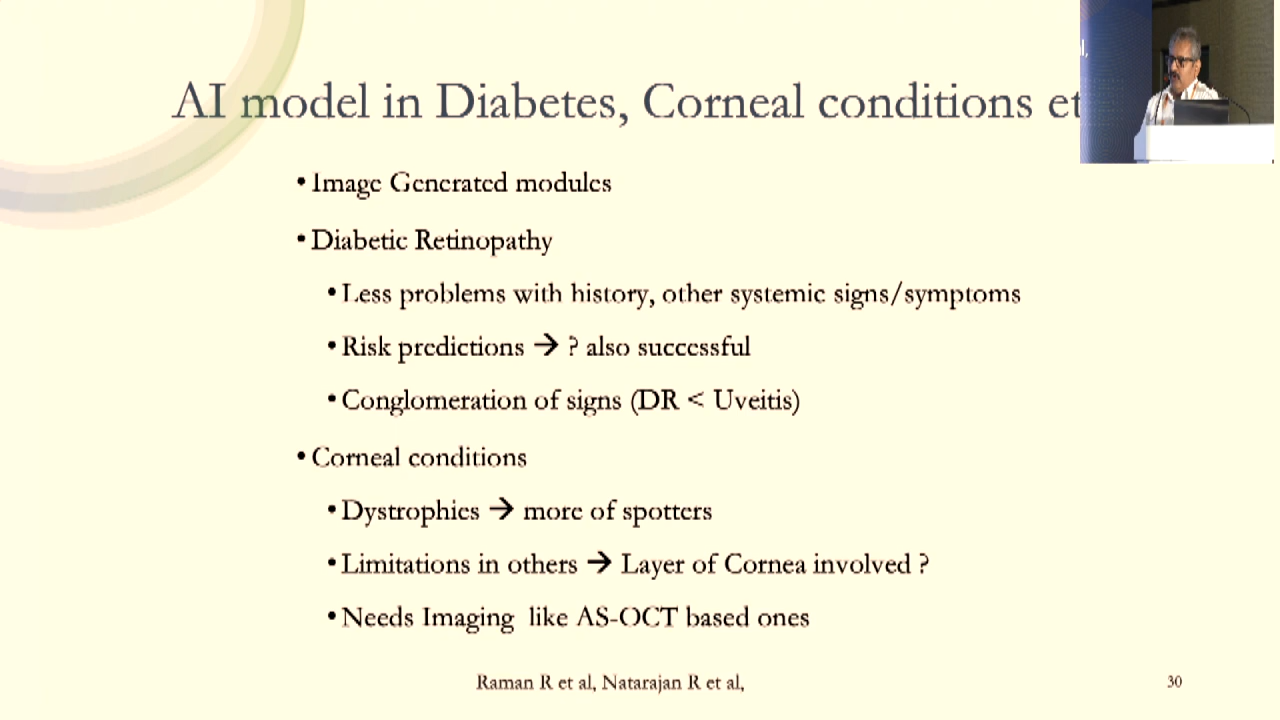 AI model in Diabetes, Corneal conditions et
• Image Generated modules
• Diabetic Retinopathy
• Less problems with history, other systemic signs/symptoms
• Risk predictions → ? also successful
• Conglomeration of signs (DR < Uveitis)
• Corneal conditions
• Dystrophies → more of spotters
• Limitations in others → Layer of Cornea involved ?
• Needs Imaging like AS-OCT based ones
Raman R et al, Natarajan R et al,
30